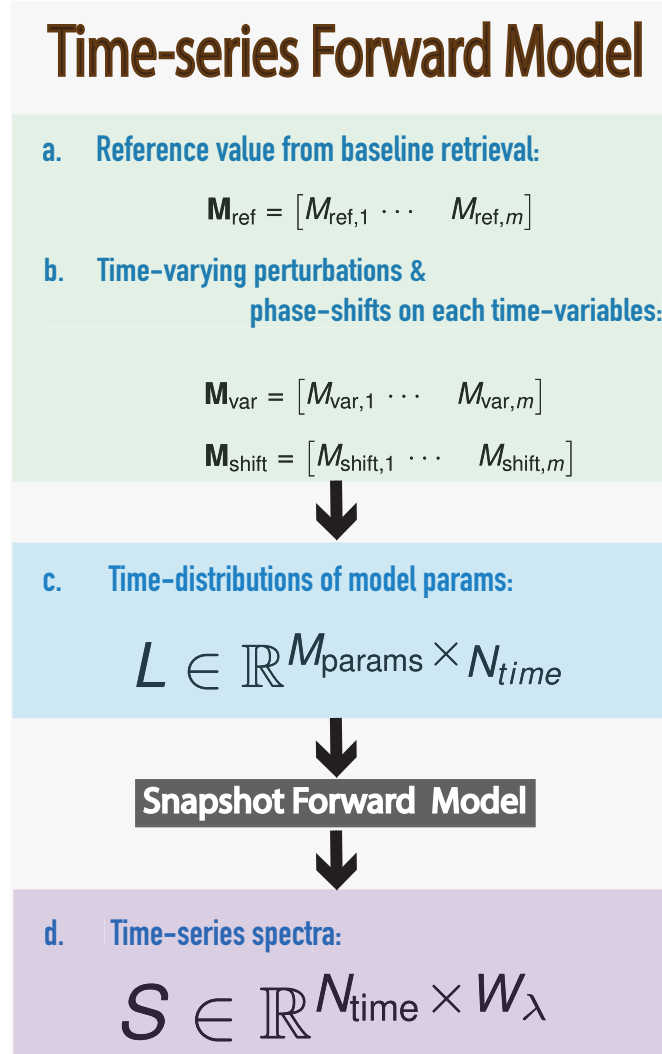 Time-series Forward Model
a. Reference value from baseline retrieval:
M_ref = [M_ref,1 ⋯ M_ref,m]
b. Time-varying perturbations &
phase-shifts on each time-variables:
M_var = [M_var,1 ⋯ M_var,m]
M_shift = [M_shift,1 ⋯ M_shift,m]
c. Time-distributions of model params:
L ∈ ℝ^M_params × N_time
Snapshot Forward Model
d. Time-series spectra:
S ∈ ℝ^N_time × W_λ